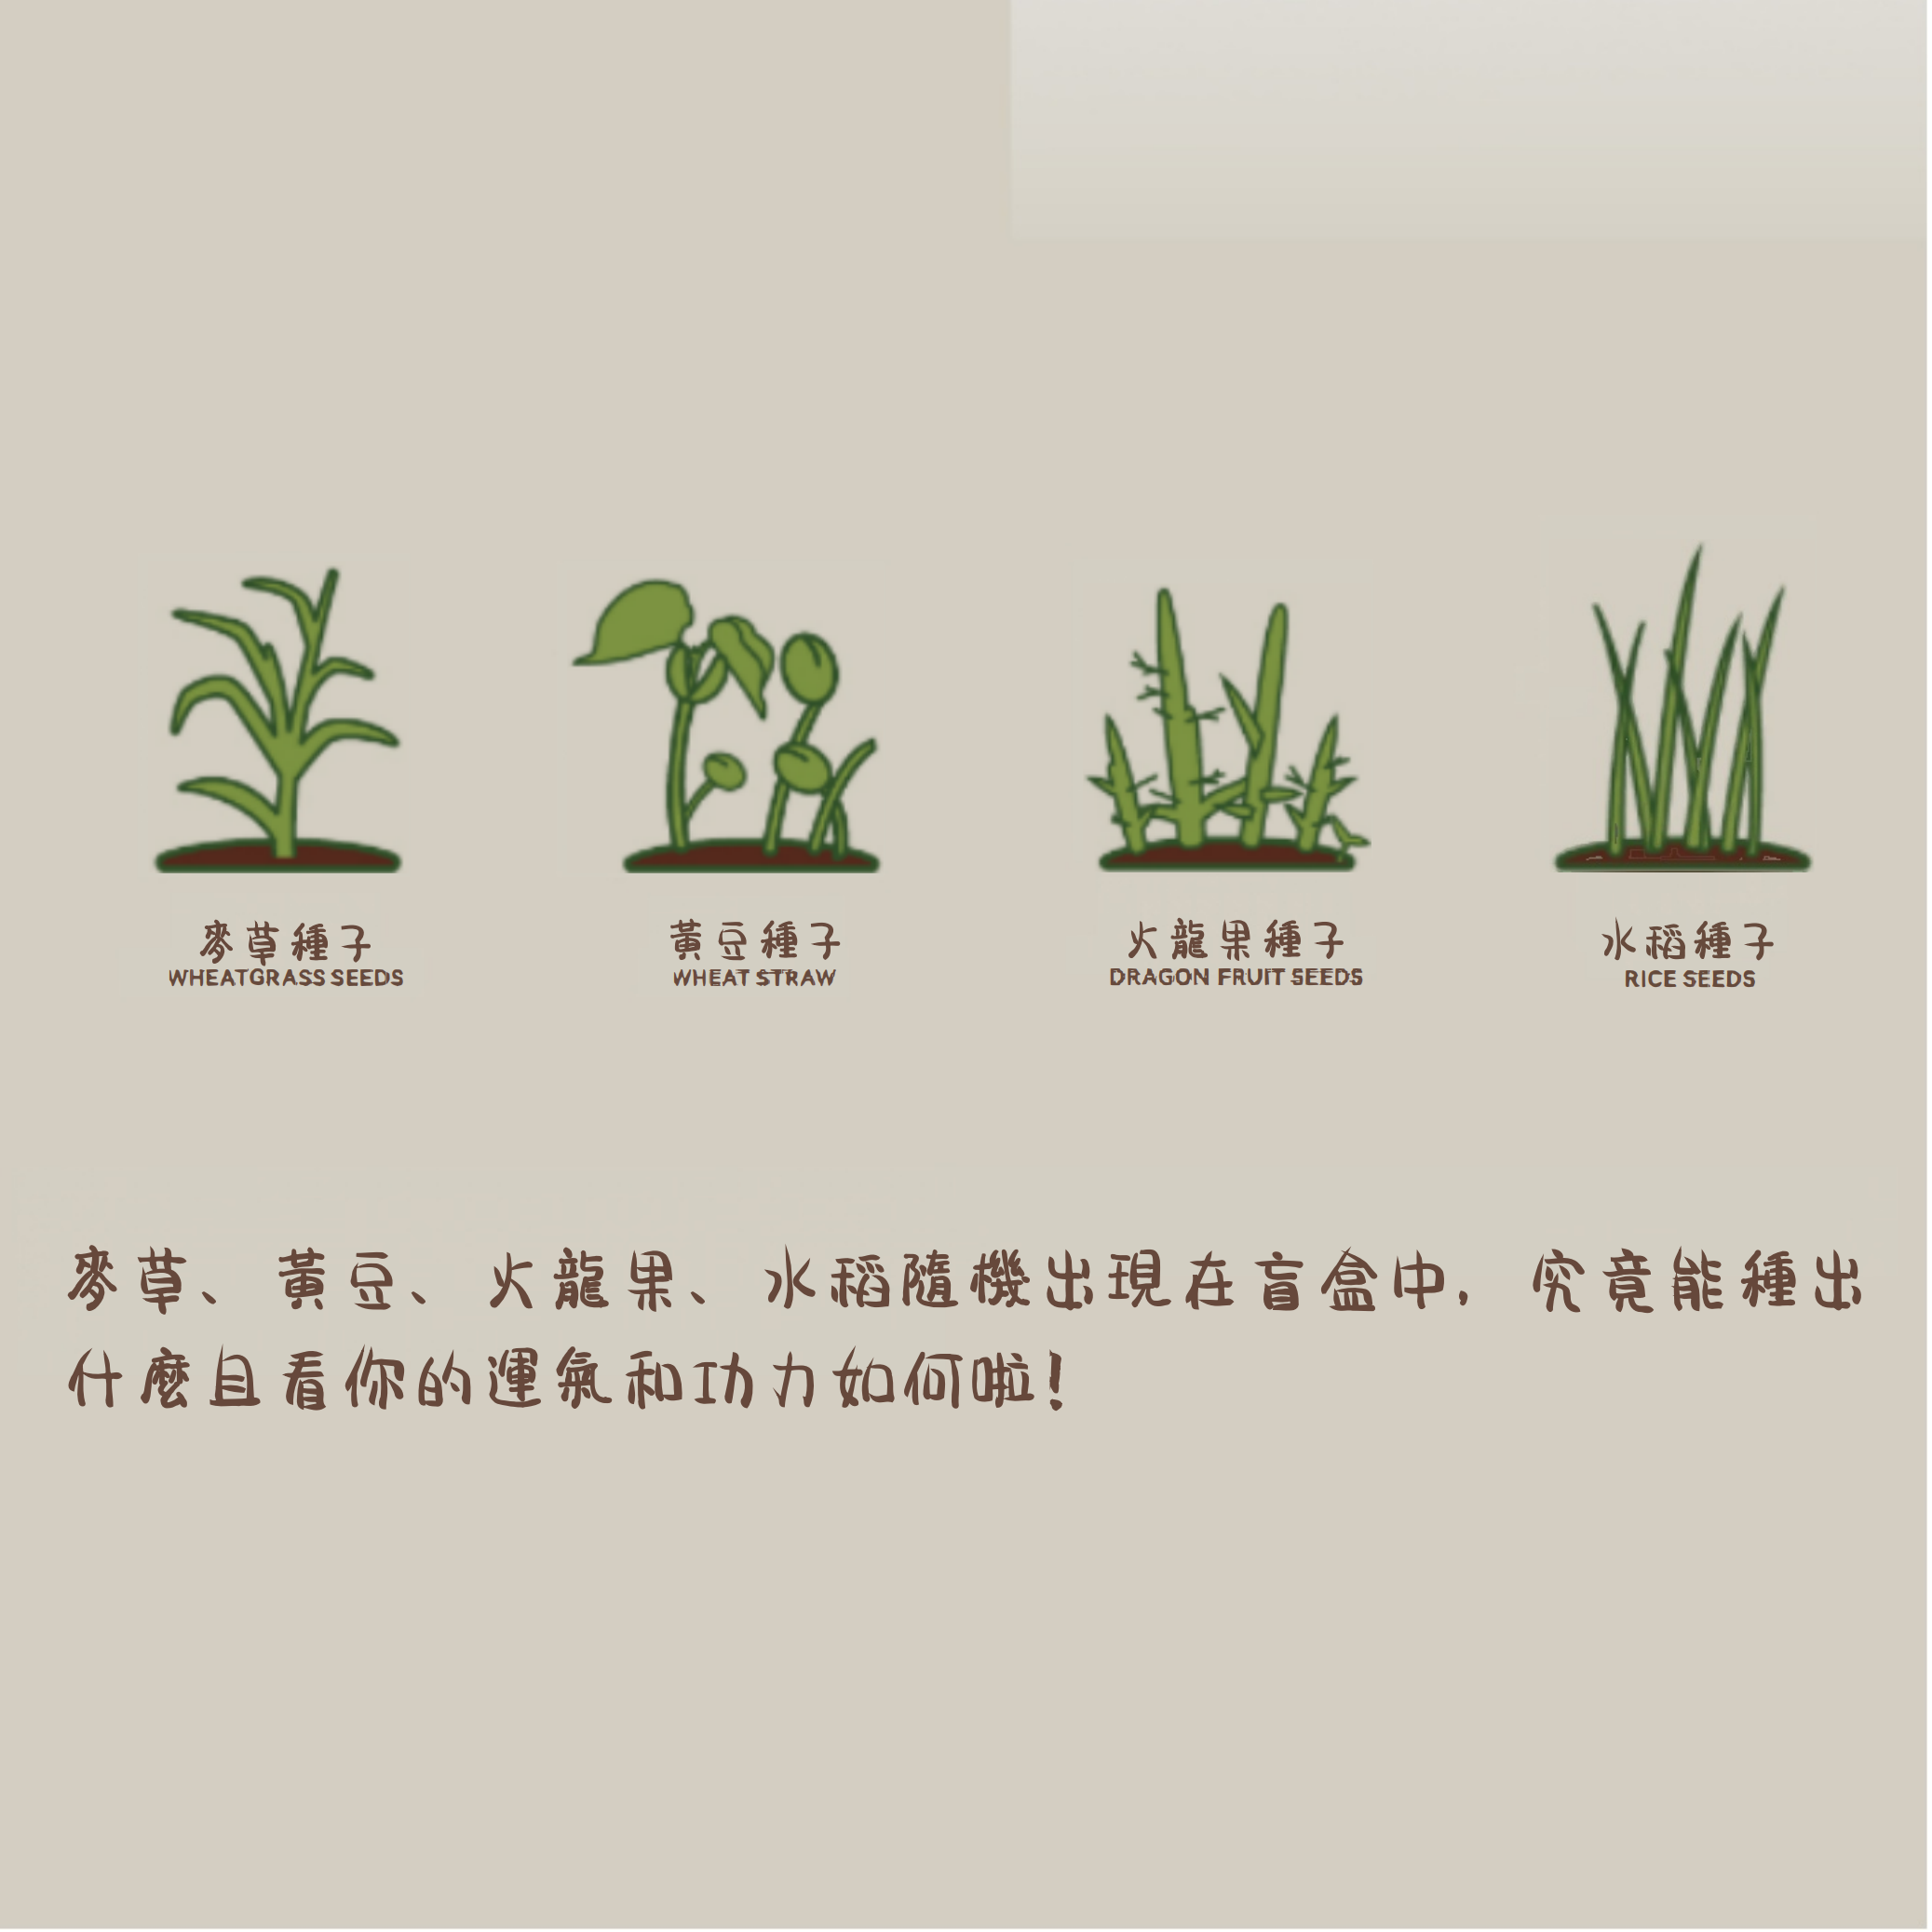 麥草種子
WHEATGRASS SEEDS
黃豆種子
WHEAT STRAW
火龍果種子
DRAGON FRUIT SEEDS
水稻種子
RICE SEEDS
麥草、黃豆、火龍果、水稻隨機出現在盲盒中，究竟能種出
什麼且看你的運氣和功力如何啦！